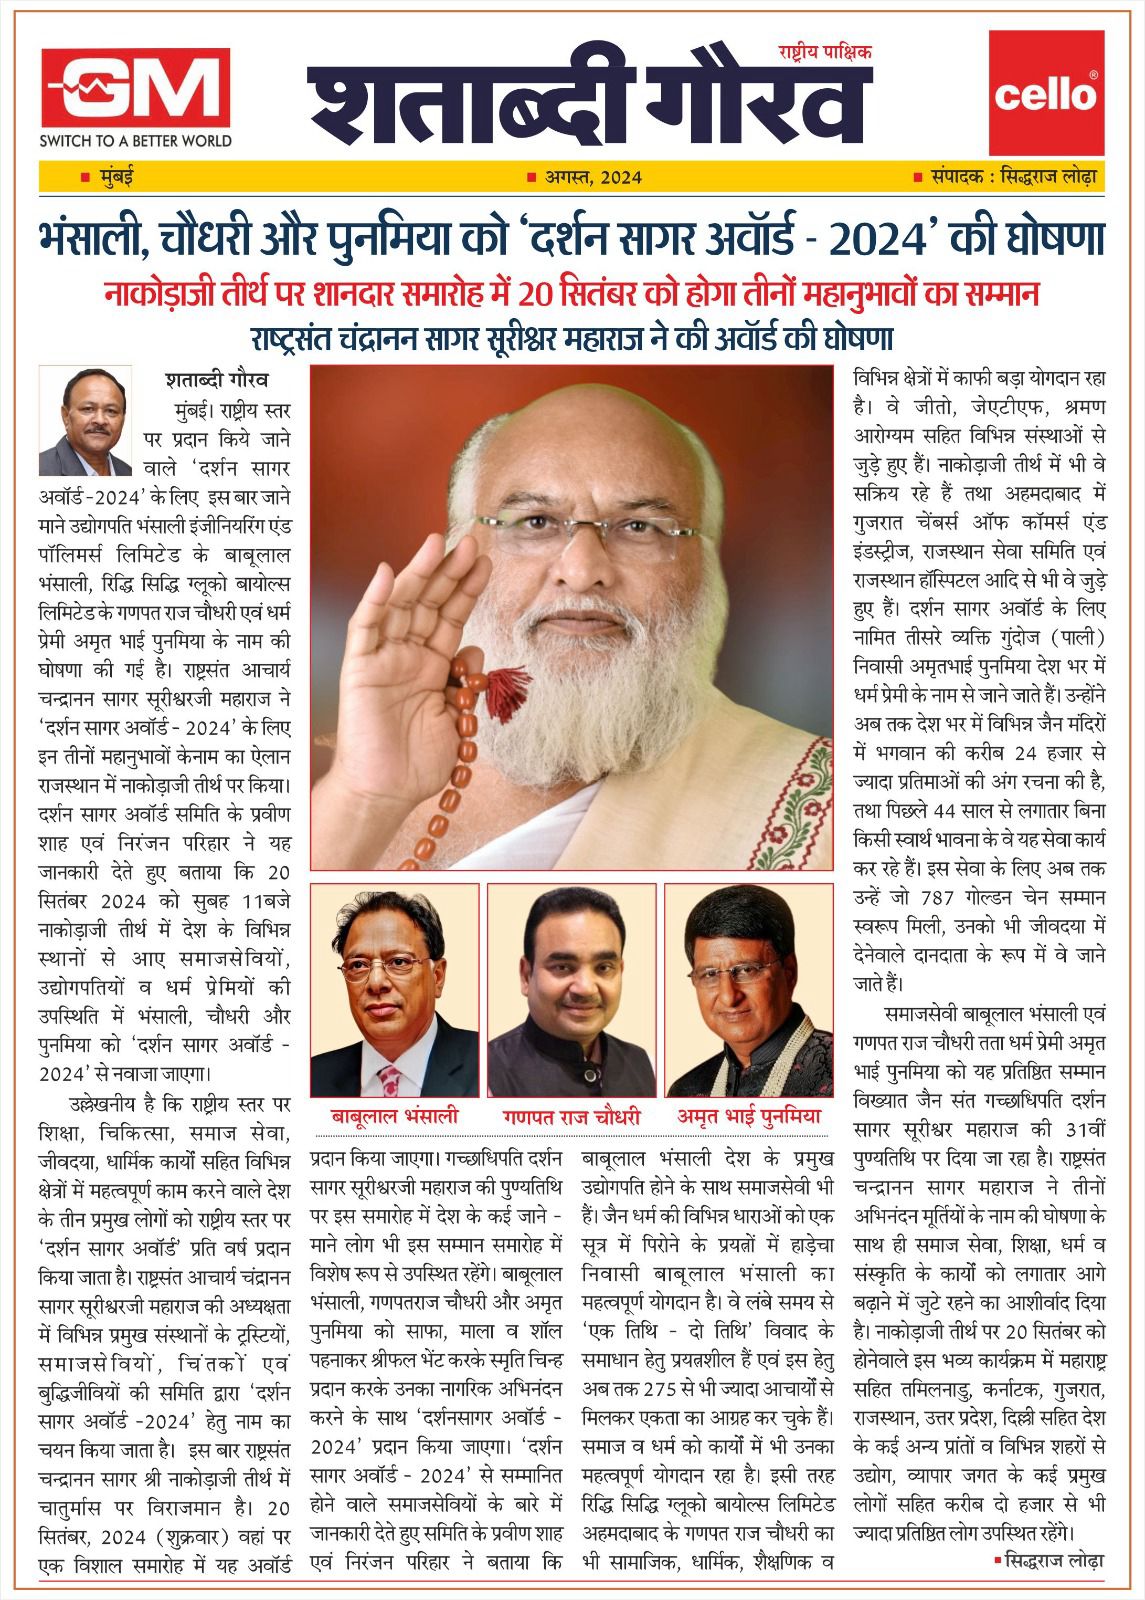 GM
SWITCH TO A BETTER WORLD
राष्ट्रीय पाक्षिक
शताब्दी गौरव
cello®
मुंबई
अगस्त, 2024
संपादक : सिद्धराज लोढ़ा
भंसाली, चौधरी और पुनमिया को ‘दर्शन सागर अवॉर्ड - 2024’ की घोषणा
नाकोड़ाजी तीर्थ पर शानदार समारोह में 20 सितंबर को होगा तीनों महानुभावों का सम्मान
राष्ट्रसंत चंद्रानन सागर सूरीश्वर महाराज ने की अवॉर्ड की घोषणा
शताब्दी गौरव
मुंबई। राष्ट्रीय स्तर
पर प्रदान किये जाने
वाले ‘दर्शन सागर
अवॉर्ड-2024’ के लिए इस बार जाने
माने उद्योगपति भंसाली इंजीनियरिंग एंड
पॉलिमर्स लिमिटेड के बाबूलाल
भंसाली, रिद्धि सिद्धि ग्लूको बायोल्स
लिमिटेड के गणपत राज चौधरी एवं धर्म
प्रेमी अमृत भाई पुनमिया के नाम की
घोषणा की गई है। राष्ट्रसंत आचार्य
चन्द्रानन सागर सूरीश्वरजी महाराज ने
‘दर्शन सागर अवॉर्ड- 2024’ के लिए
इन तीनों महानुभावों केनाम का ऐलान
राजस्थान में नाकोड़ाजी तीर्थ पर किया।
दर्शन सागर अवॉर्ड समिति के प्रवीण
शाह एवं निरंजन परिहार ने यह
जानकारी देते हुए बताया कि 20
सितंबर 2024 को सुबह 11बजे
नाकोड़ाजी तीर्थ में देश के विभिन्न
स्थानों से आए समाजसेवियों,
उद्योगपतियों व धर्म प्रेमियों की
उपस्थिति में भंसाली, चौधरी और
पुनमिया को ‘दर्शन सागर अवॉर्ड -
2024’ से नवाजा जाएगा।
उल्लेखनीय है कि राष्ट्रीय स्तर पर
शिक्षा, चिकित्सा, समाज सेवा,
जीवदया, धार्मिक कार्यों सहित विभिन्न
क्षेत्रों में महत्वपूर्ण काम करने वाले देश
के तीन प्रमुख लोगों को राष्ट्रीय स्तर पर
‘दर्शन सागर अवॉर्ड’ प्रति वर्ष प्रदान
किया जाता है। राष्ट्रसंत आचार्य चंद्रानन
सागर सूरीश्वरजी महाराज की अध्यक्षता
में विभिन्न प्रमुख संस्थानों के ट्रस्टियों,
समाजसेवियों, चिंतकों एवं
बुद्धिजीवियों की समिति द्वारा ‘दर्शन
सागर अवॉर्ड -2024’ हेतु नाम का
चयन किया जाता है। इस बार राष्ट्रसंत
चन्द्रानन सागर श्री नाकोड़ाजी तीर्थ में
चातुर्मास पर विराजमान है। 20
सितंबर, 2024 (शुक्रवार) वहां पर
एक विशाल समारोह में यह अवॉर्ड
बाबूलाल भंसाली
गणपत राज चौधरी
अमृत भाई पुनमिया
प्रदान किया जाएगा। गच्छाधिपति दर्शन
सागर सूरीश्वरजी महाराज की पुण्यतिथि
पर इस समारोह में देश के कई जाने -
माने लोग भी इस सम्मान समारोह में
विशेष रूप से उपस्थित रहेंगे। बाबूलाल
भंसाली, गणपतराज चौधरी और अमृत
पुनमिया को साफा, माला व शॉल
पहनाकर श्रीफल भेंट करके स्मृति चिन्ह
प्रदान करके उनका नागरिक अभिनंदन
करने के साथ ‘दर्शनसागर अवॉर्ड -
2024’ प्रदान किया जाएगा। ‘दर्शन
सागर अवॉर्ड - 2024’ से सम्मानित
होने वाले समाजसेवियों के बारे में
जानकारी देते हुए समिति के प्रवीण शाह
एवं निरंजन परिहार ने बताया कि
बाबूलाल भंसाली देश के प्रमुख
उद्योगपति होने के साथ समाजसेवी भी
हैं। जैन धर्म की विभिन्न धाराओं को एक
सूत्र में पिरोने के प्रयत्नों में हाड़ेचा
निवासी बाबूलाल भंसाली का
महत्वपूर्ण योगदान है। वे लंबे समय से
‘एक तिथि - दो तिथि’ विवाद के
समाधान हेतु प्रयत्नशील हैं एवं इस हेतु
अब तक 275 से भी ज्यादा आचार्यों से
मिलकर एकता का आग्रह कर चुके हैं।
समाज व धर्म को कार्यों में भी उनका
महत्वपूर्ण योगदान रहा है। इसी तरह
रिद्धि सिद्धि ग्लूको बायोल्स लिमिटेड
अहमदाबाद के गणपत राज चौधरी का
भी सामाजिक, धार्मिक, शैक्षणिक व
विभिन्न क्षेत्रों में काफी बड़ा योगदान रहा
है। वे जीतो, जेएटीएफ, श्रमण
आरोग्यम सहित विभिन्न संस्थाओं से
जुड़े हुए हैं। नाकोड़ाजी तीर्थ में भी वे
सक्रिय रहे हैं तथा अहमदाबाद में
गुजरात चेंबर्स ऑफ कॉमर्स एंड
इंडस्ट्रीज, राजस्थान सेवा समिति एवं
राजस्थान हॉस्पिटल आदि से भी वे जुड़े
हुए हैं। दर्शन सागर अवॉर्ड के लिए
नामित तीसरे व्यक्ति गुंदोज (पाली)
निवासी अमृतभाई पुनमिया देश भर में
धर्म प्रेमी के नाम से जाने जाते हैं। उन्होंने
अब तक देश भर में विभिन्न जैन मंदिरों
में भगवान की करीब 24 हजार से
ज्यादा प्रतिमाओं की अंग रचना की है,
तथा पिछले 44 साल से लगातार बिना
किसी स्वार्थ भावना के वे यह सेवा कार्य
कर रहे हैं। इस सेवा के लिए अब तक
उन्हें जो 787 गोल्डन चेन सम्मान
स्वरूप मिली, उनको भी जीवदया में
देनेवाले दानदाता के रूप में वे जाने
जाते हैं।
समाजसेवी बाबूलाल भंसाली एवं
गणपत राज चौधरी तता धर्म प्रेमी अमृत
भाई पुनमिया को यह प्रतिष्ठित सम्मान
विख्यात जैन संत गच्छाधिपति दर्शन
सागर सूरीश्वर महाराज की 31वीं
पुण्यतिथि पर दिया जा रहा है। राष्ट्रसंत
चन्द्रानन सागर महाराज ने तीनों
अभिनंदन मूर्तियों के नाम की घोषणा के
साथ ही समाज सेवा, शिक्षा, धर्म व
संस्कृति के कार्यों को लगातार आगे
बढ़ाने में जुटे रहने का आशीर्वाद दिया
है। नाकोड़ाजी तीर्थ पर 20 सितंबर को
होनेवाले इस भव्य कार्यक्रम में महाराष्ट्र
सहित तमिलनाडु, कर्नाटक, गुजरात,
राजस्थान, उत्तर प्रदेश, दिल्ली सहित देश
के कई अन्य प्रांतों व विभिन्न शहरों से
उद्योग, व्यापार जगत के कई प्रमुख
लोगों सहित करीब दो हजार से भी
ज्यादा प्रतिष्ठित लोग उपस्थित रहेंगे।
सिद्धराज लोढ़ा